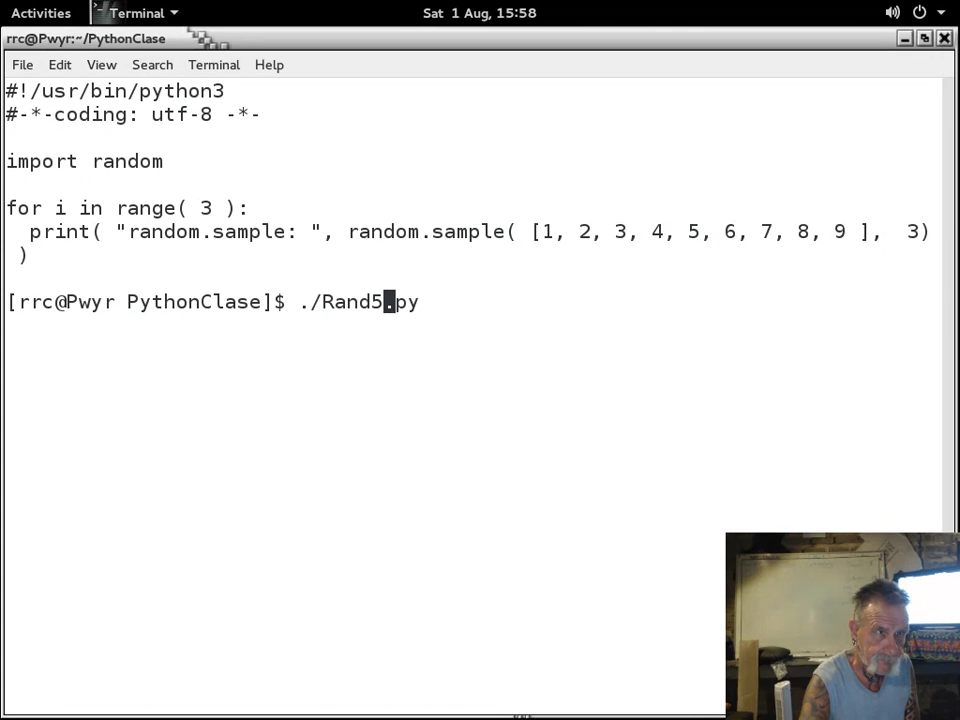 Activities Terminal Sat 1 Aug, 15:58
rrc@Pwyr:~/PythonClase
File Edit View Search Terminal Help
#!/usr/bin/python3
#-*-coding: utf-8 -*-
import random
for i in range( 3 ):
print( "random.sample: ", random.sample( [1, 2, 3, 4, 5, 6, 7, 8, 9 ], 3)
)
[rrc@Pwyr PythonClase]$ ./Rand5.py